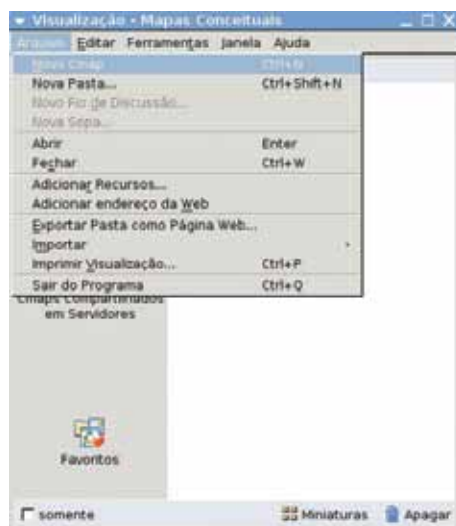 Visualização - Mapas Conceituais
Arquivo Editar Ferramentas Janela Ajuda
Novo Cmap Ctrl+N
Nova Pasta... Ctrl+Shift+N
Novo Fio de Discussão...
Nova Sopa...
Abrir Enter
Fechar Ctrl+W
Adicionar Recursos...
Adicionar endereço da Web
Exportar Pasta como Página Web...
Importar
Imprimir Visualização... Ctrl+P
Sair do Programa Ctrl+Q
Cmaps Compartilhados
em Servidores
Favoritos
somente Miniaturas Apagar